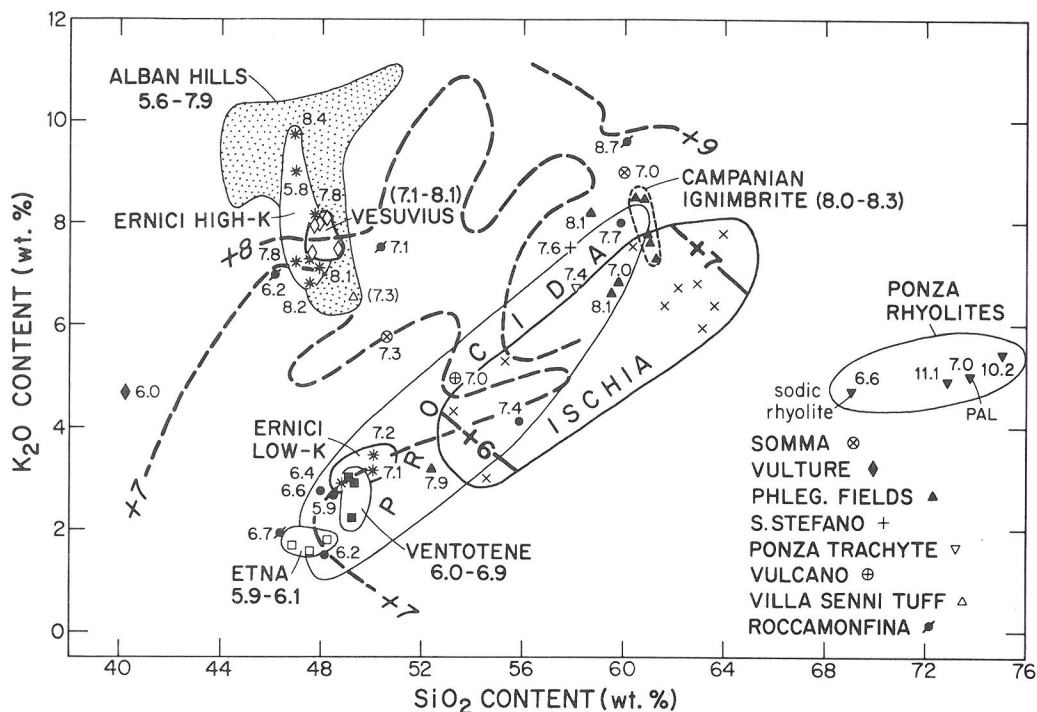 12
10
8
6
4
2
0
K2O CONTENT (wt. %)
40
44
48
52
56
60
64
68
72
76
SiO2 CONTENT (wt. %)
ALBAN HILLS
5.6-7.9
8.4
5.8
7.8
(7.1-8.1)
VESUVIUS
ERNICI HIGH-K
+8
7.8
6.2
8.2
8.1
(7.3)
7.1
+9
8.7
7.0
CAMPANIAN
IGNIMBRITE (8.0-8.3)
8.1
7.6
7.7
7.4
7.0
8.1
+7
7.3
7.0
6.0
+7
PROCIDA
ISCHIA
+6
7.4
ERNICI
LOW-K
7.2
7.1
6.4
6.6
5.9
7.9
6.7
6.2
ETNA
5.9-6.1
VENTOTENE
6.0-6.9
+7
PONZA
RHYOLITES
6.6
11.1
7.0
10.2
sodic
rhyolite
PAL
SOMMA
VULTURE
PHLEG. FIELDS
S. STEFANO
PONZA TRACHYTE
VULCANO
VILLA SENNI TUFF
ROCCAMONFINA